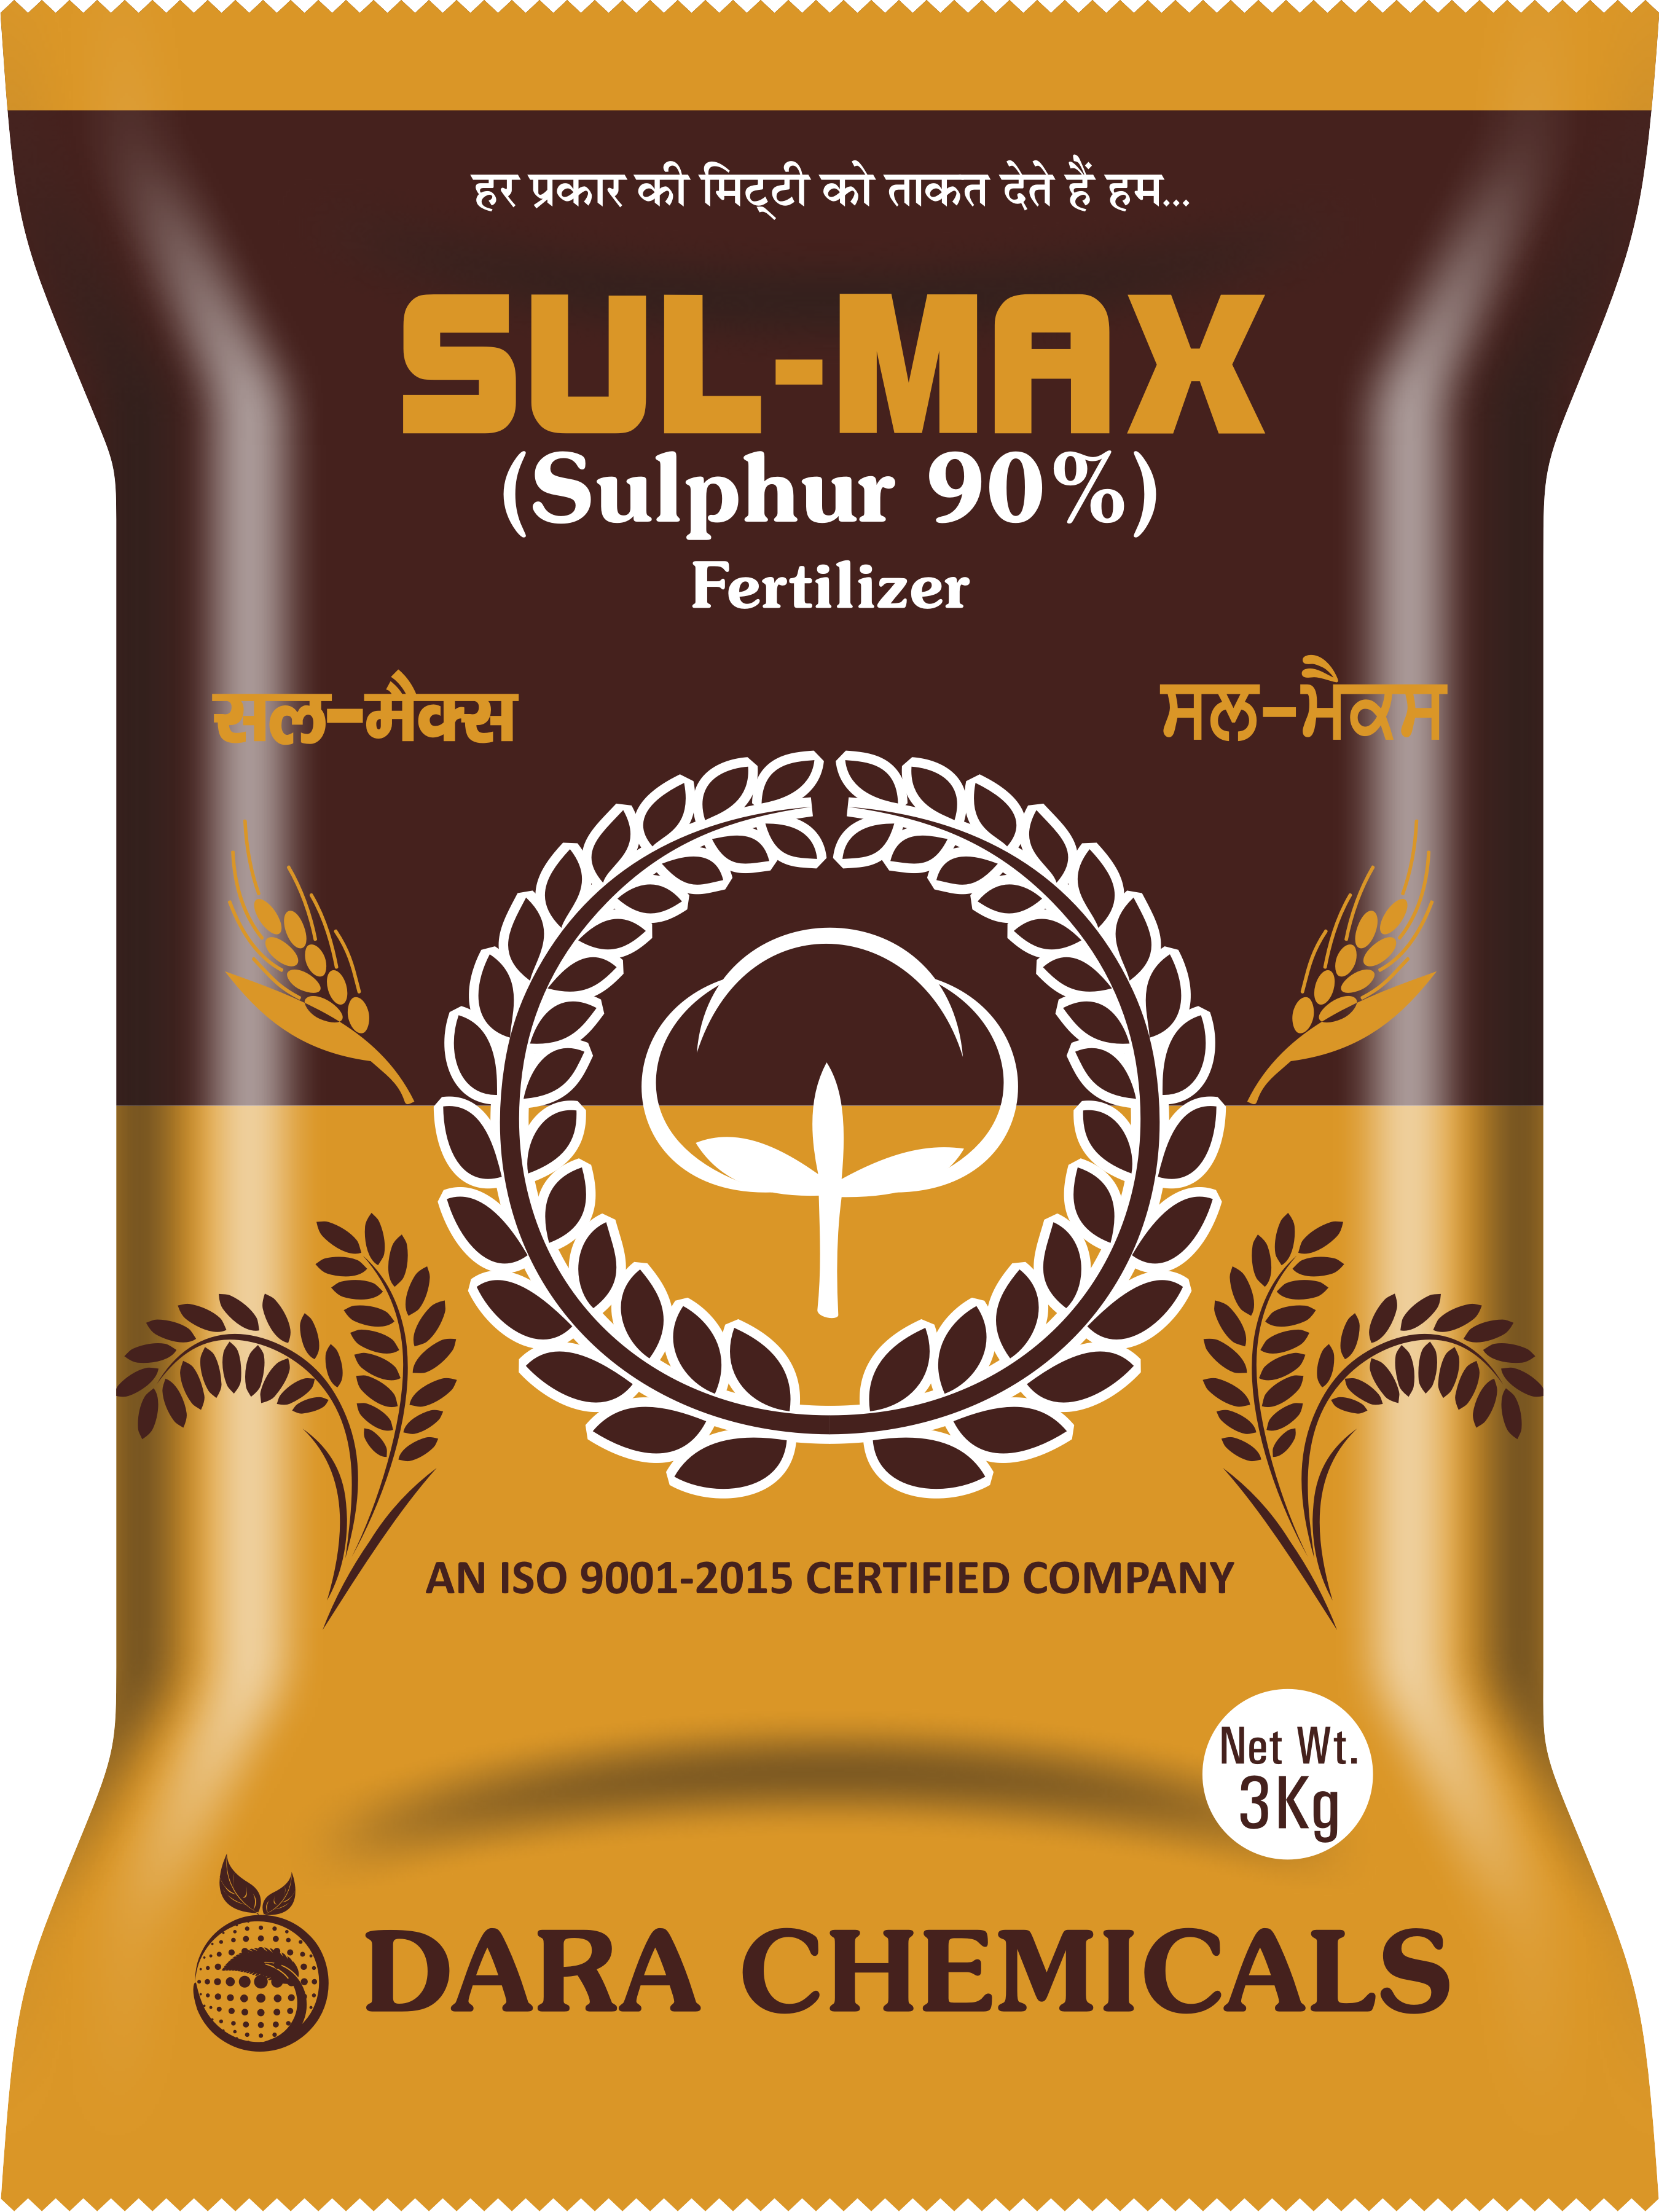 हर प्रकार की मिट्टी को ताकत देते हैं हम...
SUL-MAX
(Sulphur 90%)
Fertilizer
सल-मैक्स
ਸਲ-ਮੈਕਸ
AN ISO 9001-2015 CERTIFIED COMPANY
Net Wt.
3Kg
DARA CHEMICALS